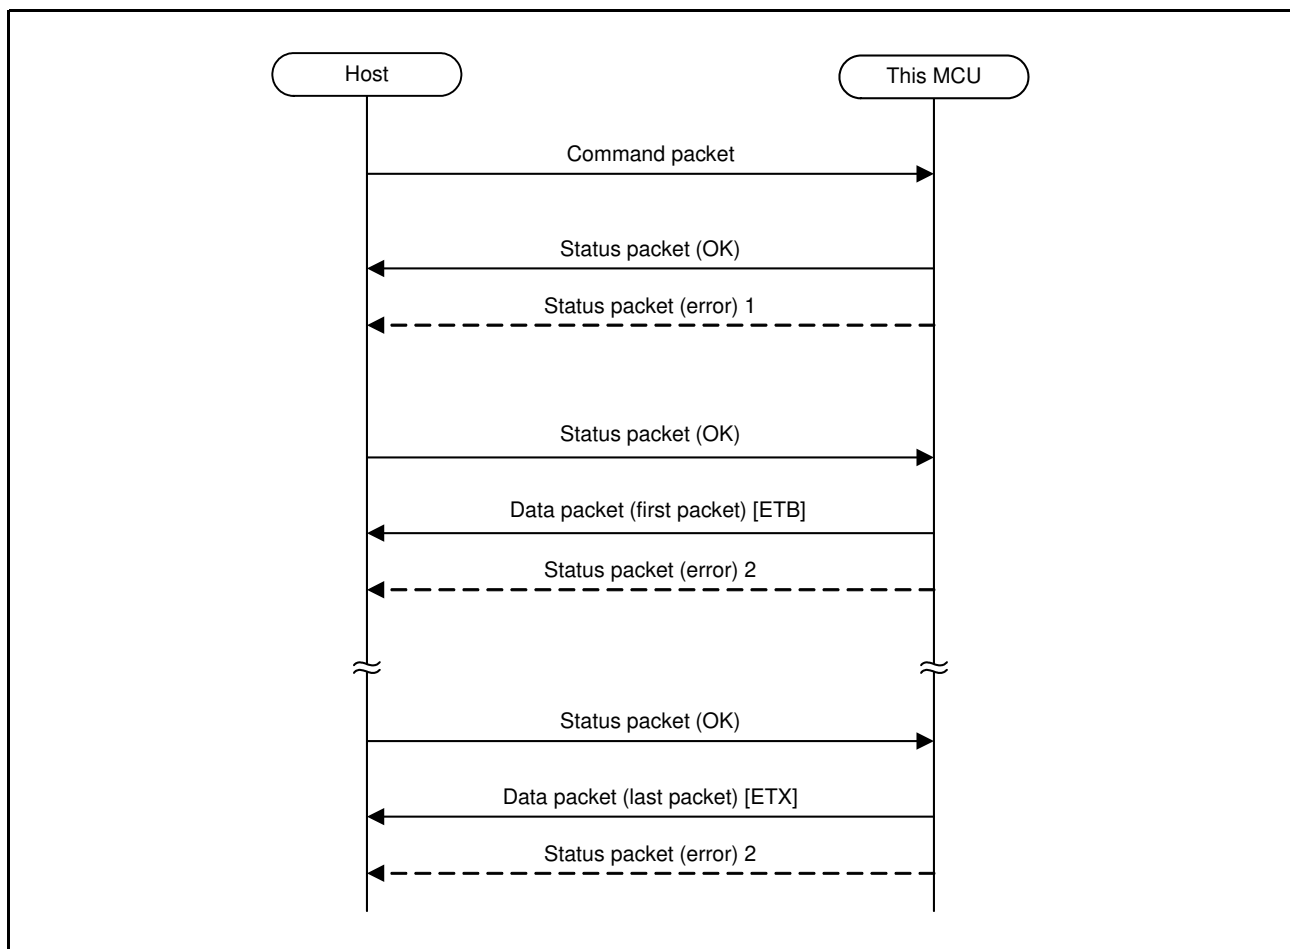 Host
This MCU
Command packet
Status packet (OK)
Status packet (error) 1
Status packet (OK)
Data packet (first packet) [ETB]
Status packet (error) 2
Status packet (OK)
Data packet (last packet) [ETX]
Status packet (error) 2